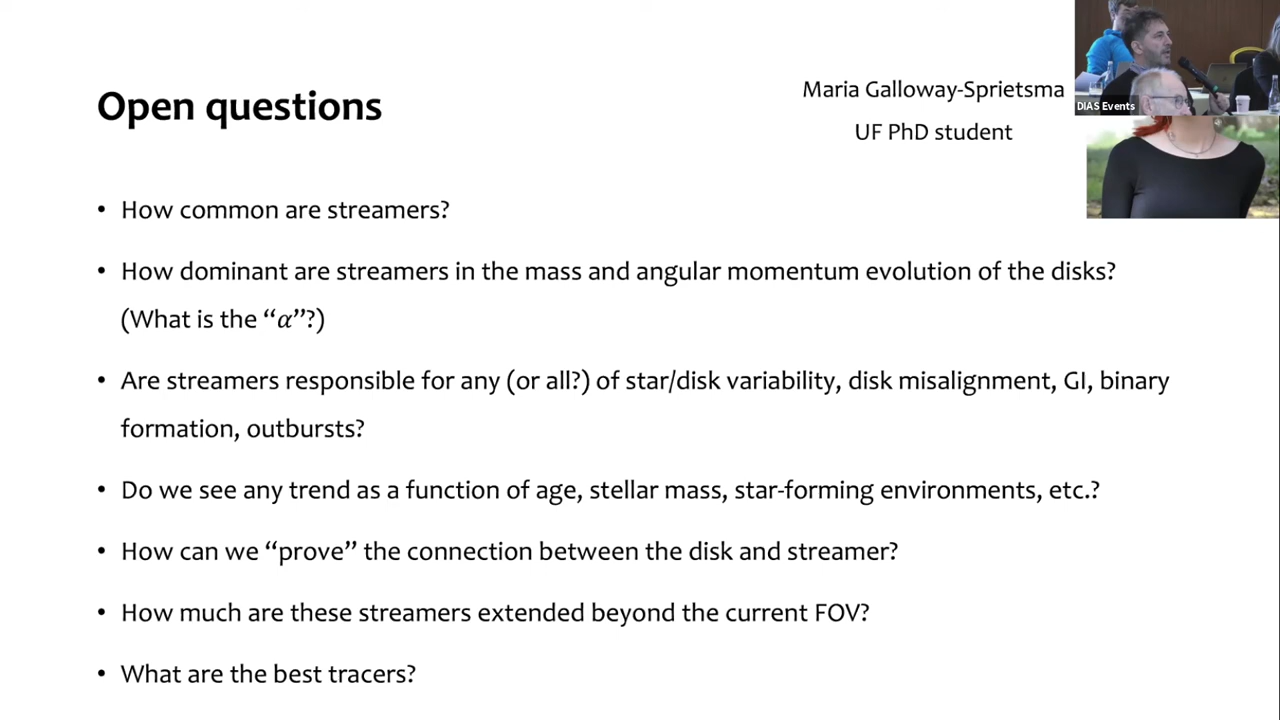 Open questions
Maria Galloway-Sprietsma
UF PhD student
DIAS Events
• How common are streamers?
• How dominant are streamers in the mass and angular momentum evolution of the disks?
(What is the “α”?)
• Are streamers responsible for any (or all?) of star/disk variability, disk misalignment, GI, binary
formation, outbursts?
• Do we see any trend as a function of age, stellar mass, star-forming environments, etc.?
• How can we “prove” the connection between the disk and streamer?
• How much are these streamers extended beyond the current FOV?
• What are the best tracers?